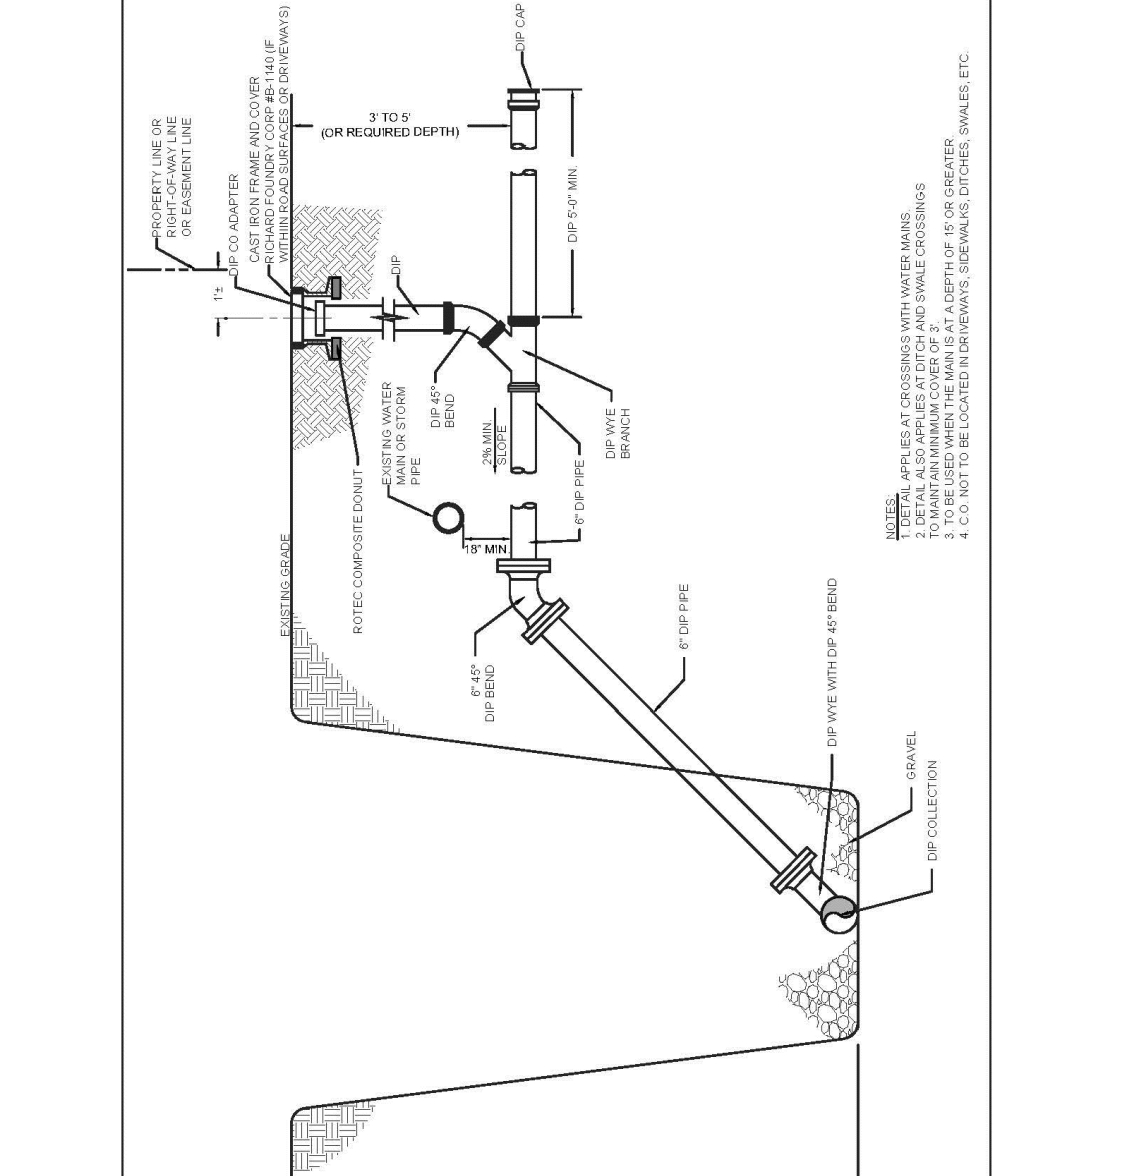 PROPERTY LINE OR
RIGHT-OF-WAY LINE
OR EASEMENT LINE
1'±
DIP CO ADAPTER
CAST IRON FRAME AND COVER
RICHARD FOUNDRY CORP #B-1140 (IF
WITHIN ROAD SURFACES OR DRIVEWAYS)
3' TO 5'
(OR REQUIRED DEPTH)
DIP CAP
DIP 5'-0" MIN.
DIP
DIP 45°
BEND
DIP WYE
BRANCH
EXISTING WATER
MAIN OR STORM
PIPE
2% MIN.
SLOPE
6" DIP PIPE
18" MIN.
EXISTING GRADE
ROTEC COMPOSITE DONUT
6" 45°
DIP BEND
6" DIP PIPE
DIP WYE WITH DIP 45° BEND
GRAVEL
DIP COLLECTION
NOTES:
1. DETAIL APPLIES AT CROSSINGS WITH WATER MAINS.
2. DETAIL ALSO APPLIES AT DITCH AND SWALE CROSSINGS
TO MAINTAIN MINIMUM COVER OF 3'.
3. TO BE USED WHEN THE MAIN IS AT A DEPTH OF 15' OR GREATER.
4. C.O. NOT TO BE LOCATED IN DRIVEWAYS, SIDEWALKS, DITCHES, SWALES, ETC.